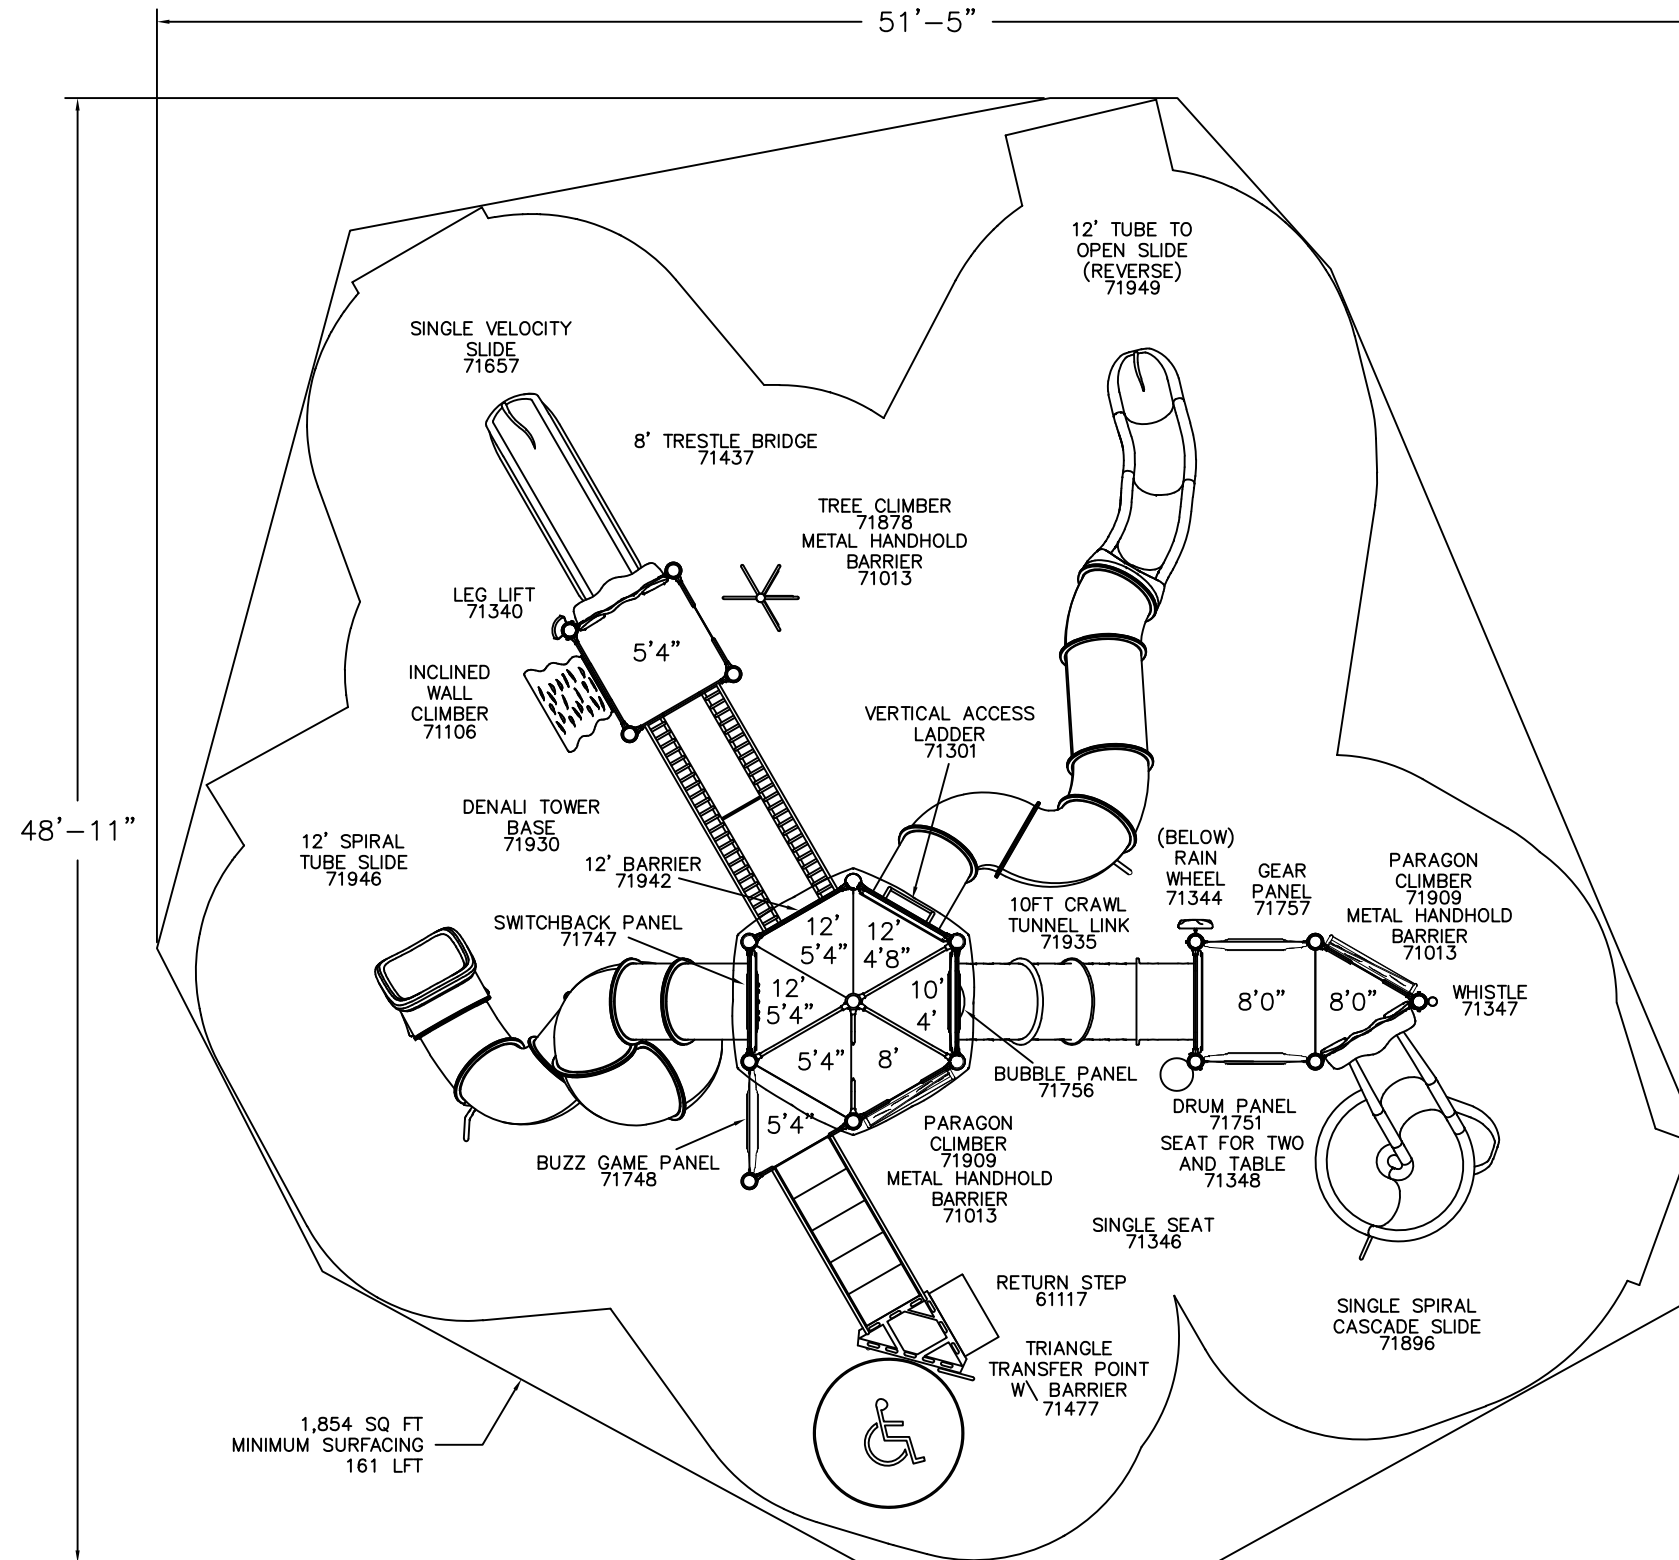 51'-5"
12' TUBE TO
OPEN SLIDE
(REVERSE)
71949
SINGLE VELOCITY
SLIDE
71657
8' TRESTLE BRIDGE
71437
TREE CLIMBER
71878
METAL HANDHOLD
BARRIER
71013
LEG LIFT
71340
5'4"
INCLINED
WALL
CLIMBER
71106
VERTICAL ACCESS
LADDER
71301
48'-11"
DENALI TOWER
BASE
71930
12' SPIRAL
TUBE SLIDE
71946
12' BARRIER
71942
(BELOW)
RAIN
WHEEL
71344
GEAR
PANEL
71757
PARAGON
CLIMBER
71909
METAL HANDHOLD
BARRIER
71013
SWITCHBACK PANEL
71747
10FT CRAWL
TUNNEL LINK
71935
12'
5'4"
12'
4'8"
12'
5'4"
10'
4'
5'4"
8'
5'4"
8'0"
8'0"
WHISTLE
71347
BUBBLE PANEL
71756
DRUM PANEL
71751
SEAT FOR TWO
AND TABLE
71348
BUZZ GAME PANEL
71748
PARAGON
CLIMBER
71909
METAL HANDHOLD
BARRIER
71013
SINGLE SEAT
71346
RETURN STEP
61117
SINGLE SPIRAL
CASCADE SLIDE
71896
TRIANGLE
TRANSFER POINT
W\ BARRIER
71477
1,854 SQ FT
MINIMUM SURFACING
161 LFT